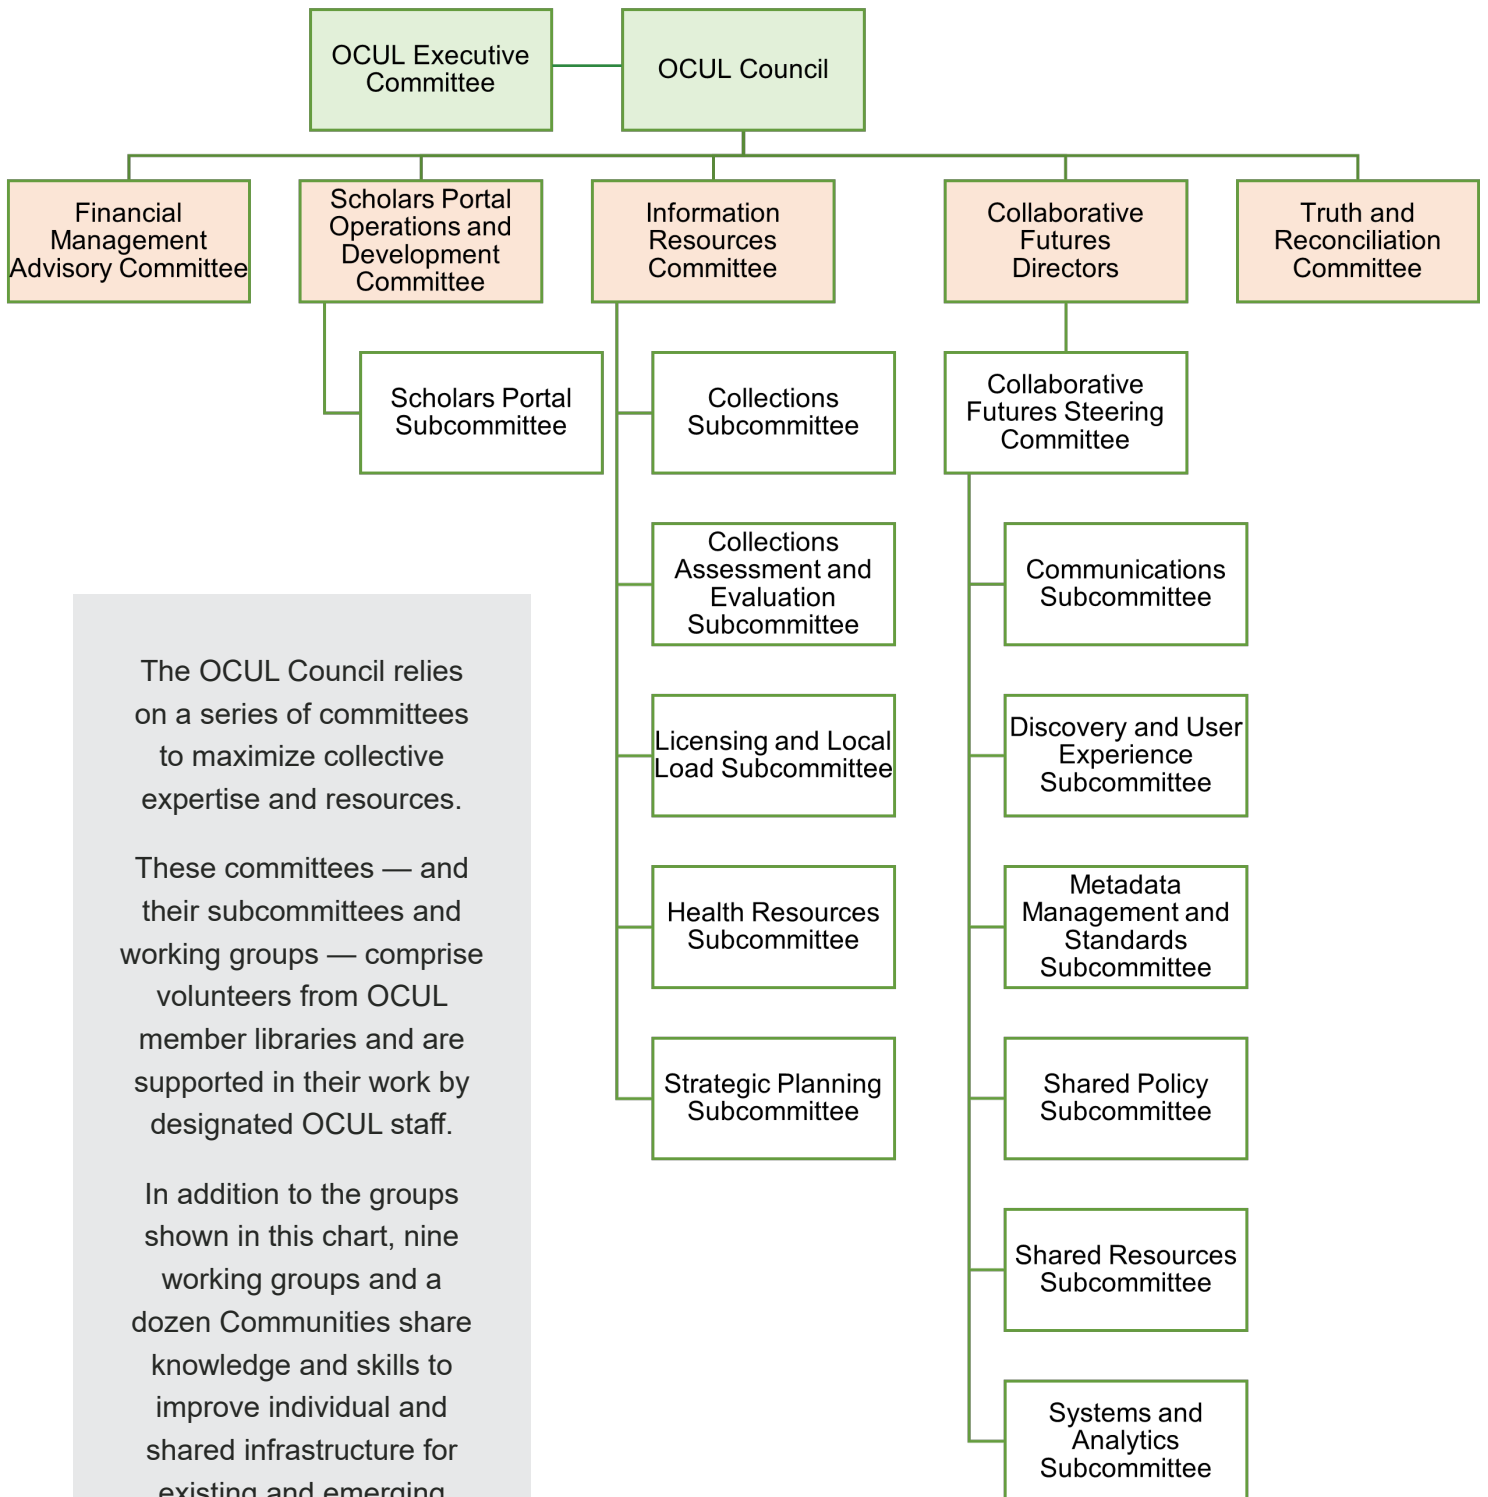 OCUL Executive
Committee
OCUL Council
Financial
Management
Advisory Committee
Scholars Portal
Operations and
Development
Committee
Information
Resources
Committee
Collaborative
Futures
Directors
Truth and
Reconciliation
Committee
Scholars Portal
Subcommittee
Collections
Subcommittee
Collaborative
Futures Steering
Committee
Collections
Assessment and
Evaluation
Subcommittee
Communications
Subcommittee
Licensing and Local
Load Subcommittee
Discovery and User
Experience
Subcommittee
Health Resources
Subcommittee
Metadata
Management and
Standards
Subcommittee
Strategic Planning
Subcommittee
Shared Policy
Subcommittee
Shared Resources
Subcommittee
Systems and
Analytics
Subcommittee
The OCUL Council relies
on a series of committees
to maximize collective
expertise and resources.
These committees — and
their subcommittees and
working groups — comprise
volunteers from OCUL
member libraries and are
supported in their work by
designated OCUL staff.
In addition to the groups
shown in this chart, nine
working groups and a
dozen Communities share
knowledge and skills to
improve individual and
shared infrastructure for
existing and emerging